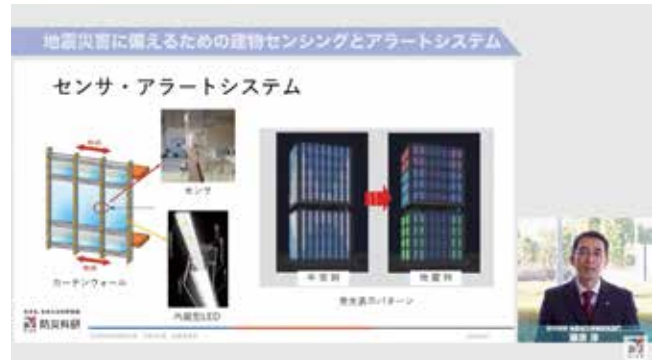 地震災害に備えるための建物センシングとアラートシステム
センサ・アラートシステム
センサ
カーテンウォール
内蔵型LED
平常時
地震時
発光表示パターン
防災科研